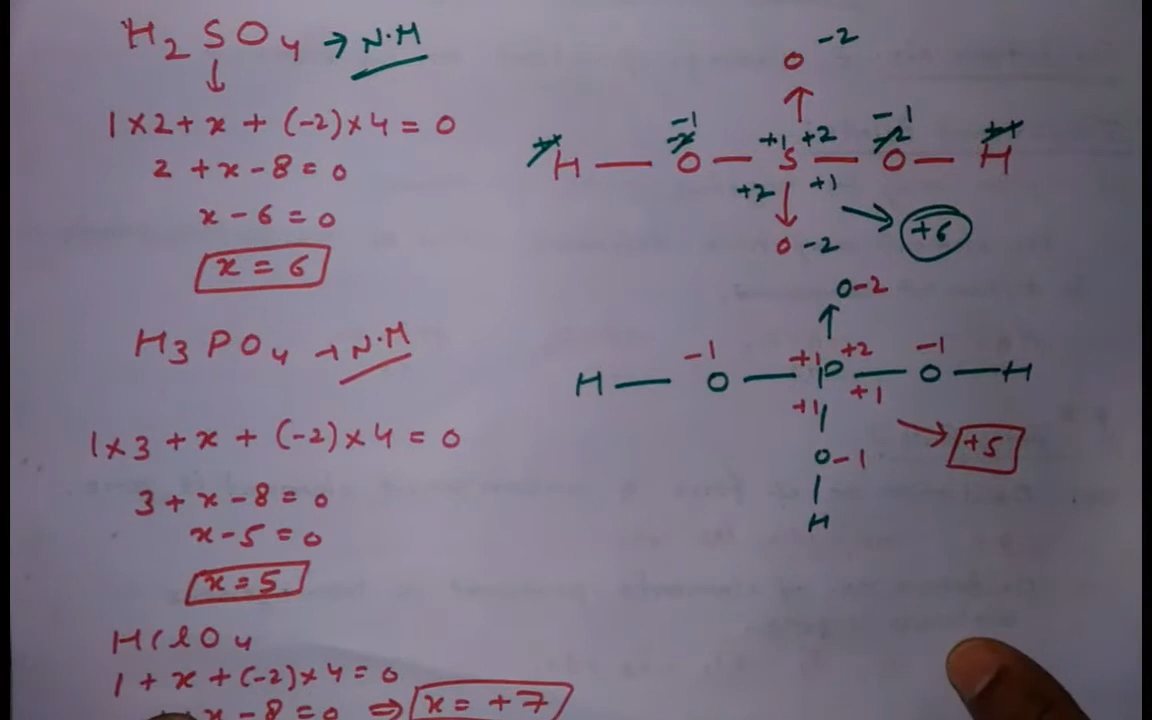 H2SO4 → N.M
↓
1×2 + x + (-2)×4 = 0
2 + x - 8 = 0
x - 6 = 0
x = 6
H3PO4 → N.M
1×3 + x + (-2)×4 = 0
3 + x - 8 = 0
x - 5 = 0
x = 5
HClO4
1 + x + (-2)×4 = 0
x - 8 = 0 ⇒ x = +7
O -2
↑
-1 +1 +2 -1
H — O — S — O — H
+2 ↓ +1 → +6
O -2
O-2
↑
-1 +1 +2 -1
H — O — P — O — H
+1 | +1 → +5
O-1
|
H